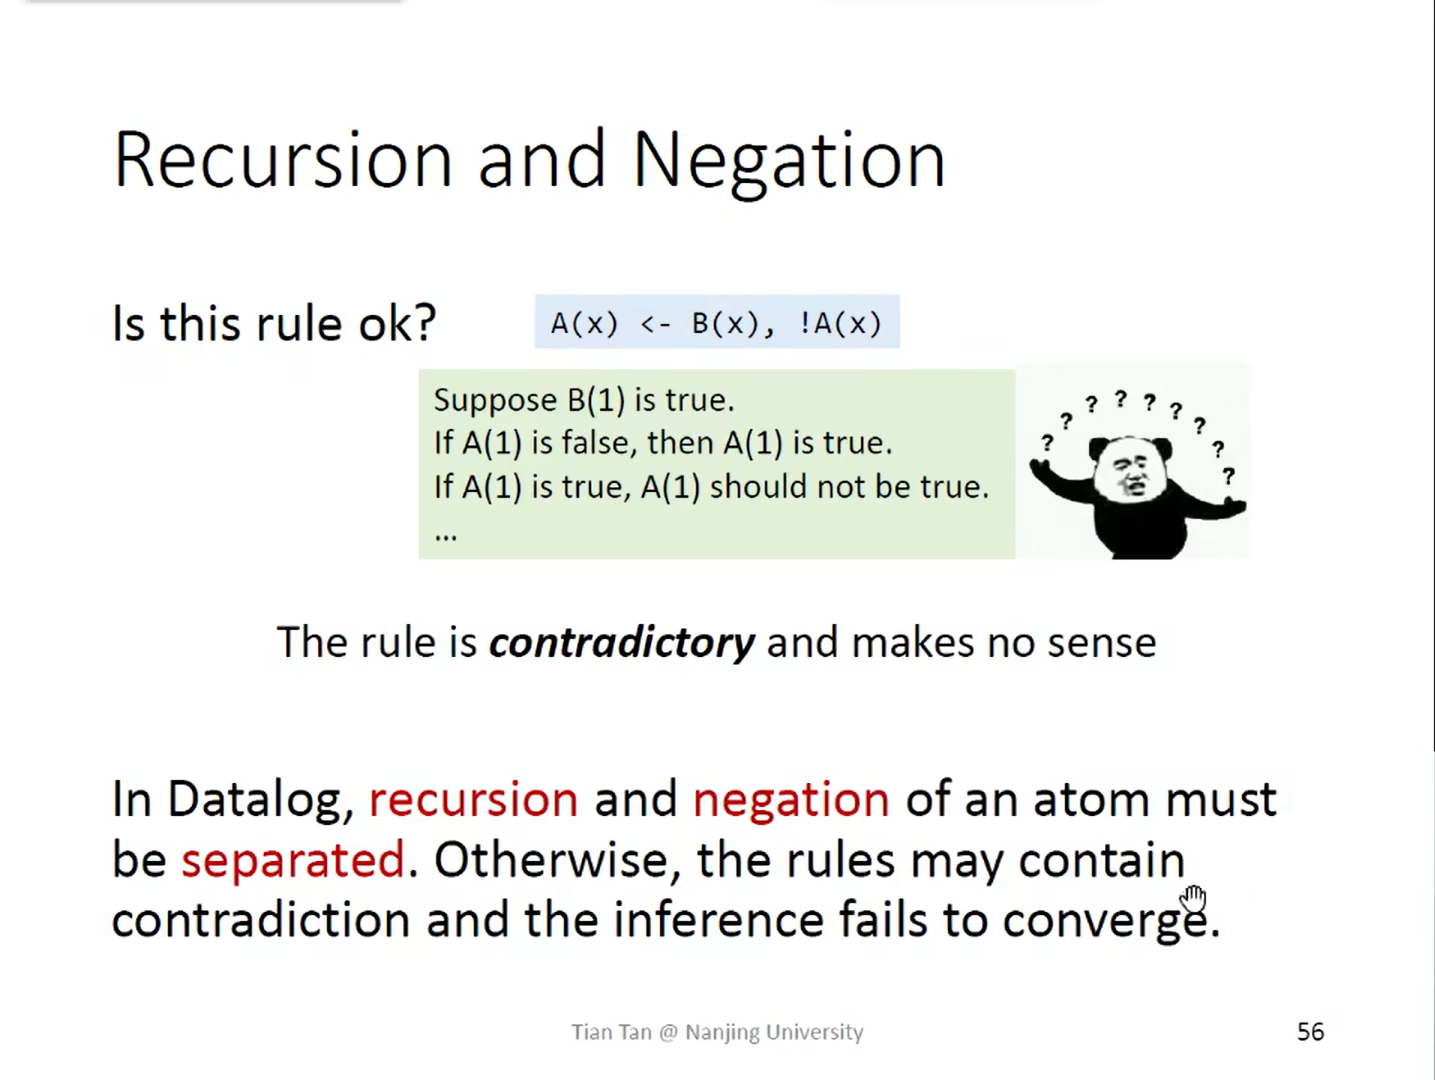 Recursion and Negation
Is this rule ok?
A(x) <- B(x), !A(x)
Suppose B(1) is true.
If A(1) is false, then A(1) is true.
If A(1) is true, A(1) should not be true.
...
? ? ? ? ? ? ? ? ?
The rule is contradictory and makes no sense
In Datalog, recursion and negation of an atom must
be separated. Otherwise, the rules may contain
contradiction and the inference fails to converge.
Tian Tan @ Nanjing University
56